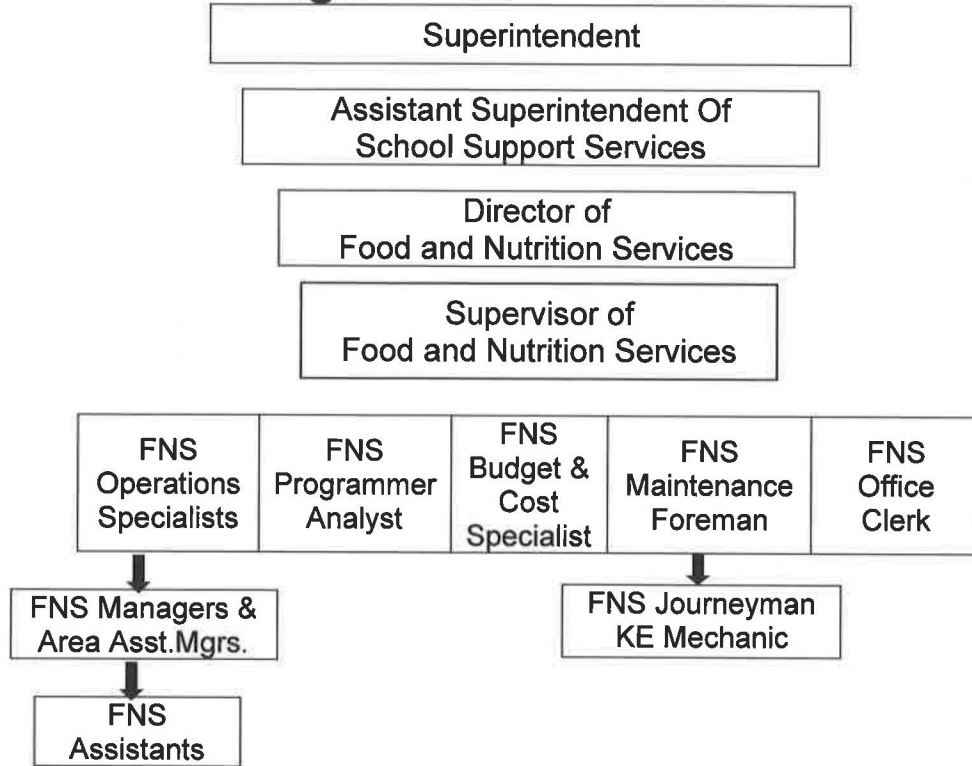 Superintendent
Assistant Superintendent Of
School Support Services
Director of
Food and Nutrition Services
Supervisor of
Food and Nutrition Services
FNS
Operations
Specialists
FNS
Programmer
Analyst
FNS
Budget &
Cost
Specialist
FNS
Maintenance
Foreman
FNS
Office
Clerk
FNS Managers &
Area Asst.Mgrs.
FNS Journeyman
KE Mechanic
FNS
Assistants